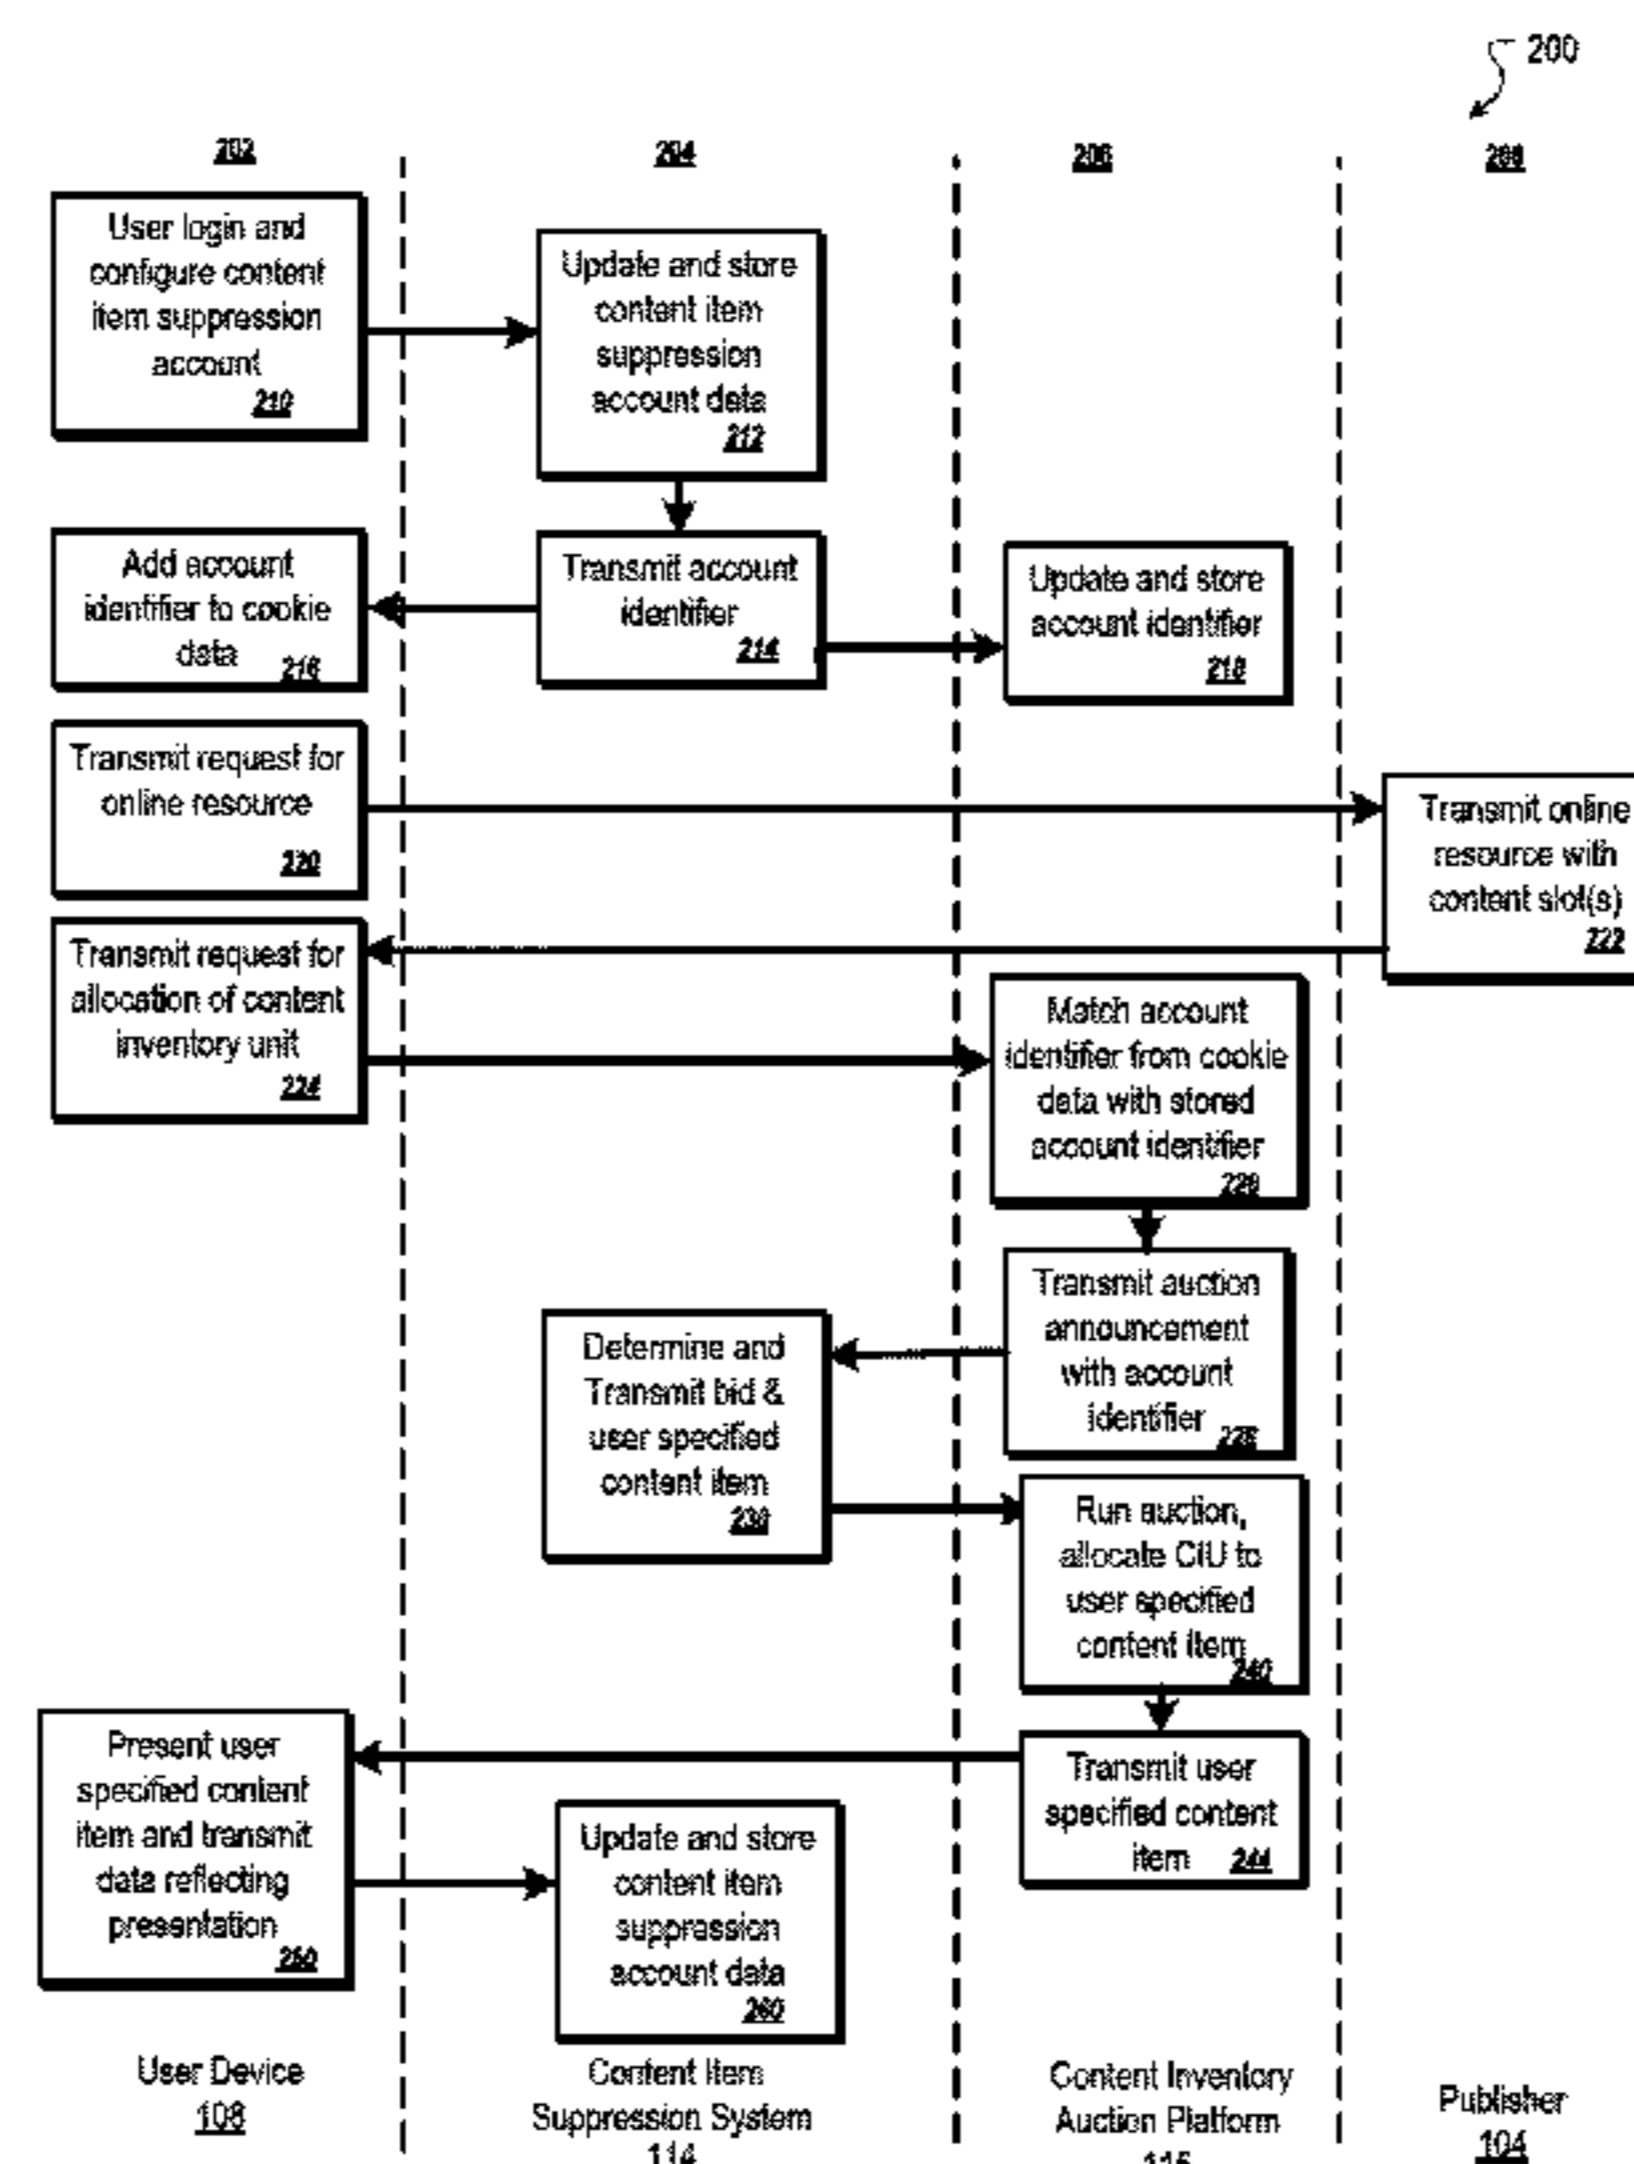 200
202
204
206
208
User login and
configure content
item suppression
account
210
Update and store
content item
suppression
account data
212
Add account
identifier to cookie
data
216
Transmit account
identifier
214
Update and store
account identifier
218
Transmit request for
online resource
220
Transmit online
resource with
content slot(s)
222
Transmit request for
allocation of content
inventory unit
224
Match account
identifier from cookie
data with stored
account identifier
226
Transmit auction
announcement
with account
identifier
228
Determine and
Transmit bid &
user specified
content item
230
Run auction,
allocate CIU to
user specified
content item
240
Transmit user
specified content
item
244
Present user
specified content
item and transmit
data reflecting
presentation
250
Update and store
content item
suppression
account data
260
User Device
108
Content Item
Suppression System
114
Content Inventory
Auction Platform
Publisher
104